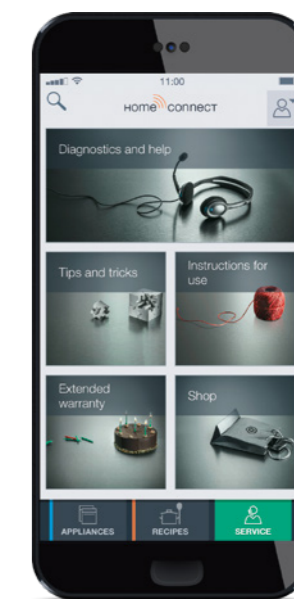 11:00
HOME CONNECT
Diagnostics and help
Tips and tricks
Instructions for
use
Extended
warranty
Shop
APPLIANCES
RECIPES
SERVICE